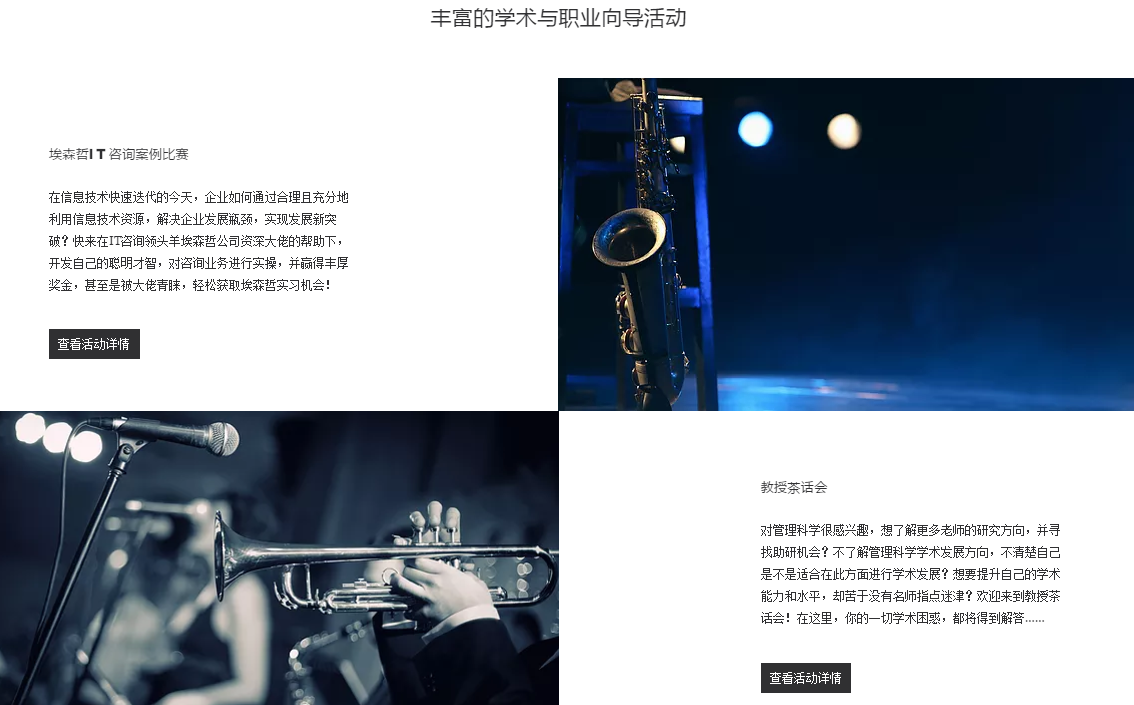 丰富的学术与职业向导活动
埃森哲IT 咨询案例比赛
在信息技术快速迭代的今天，企业如何通过合理且充分地
利用信息技术资源，解决企业发展瓶颈，实现发展新突
破？快来在IT咨询领头羊埃森哲公司资深大佬的帮助下，
开发自己的聪明才智，对咨询业务进行实操，并赢得丰厚
奖金，甚至是被大佬青睐，轻松获取埃森哲实习机会！
查看活动详情
教授茶话会
对管理科学很感兴趣，想了解更多老师的研究方向，并寻
找助研机会？不了解管理科学学术发展方向，不清楚自己
是不是适合在此方面进行学术发展？想要提升自己的学术
能力和水平，却苦于没有名师指点迷津？欢迎来到教授茶
话会！在这里，你的一切学术困惑，都将得到解答......
查看活动详情